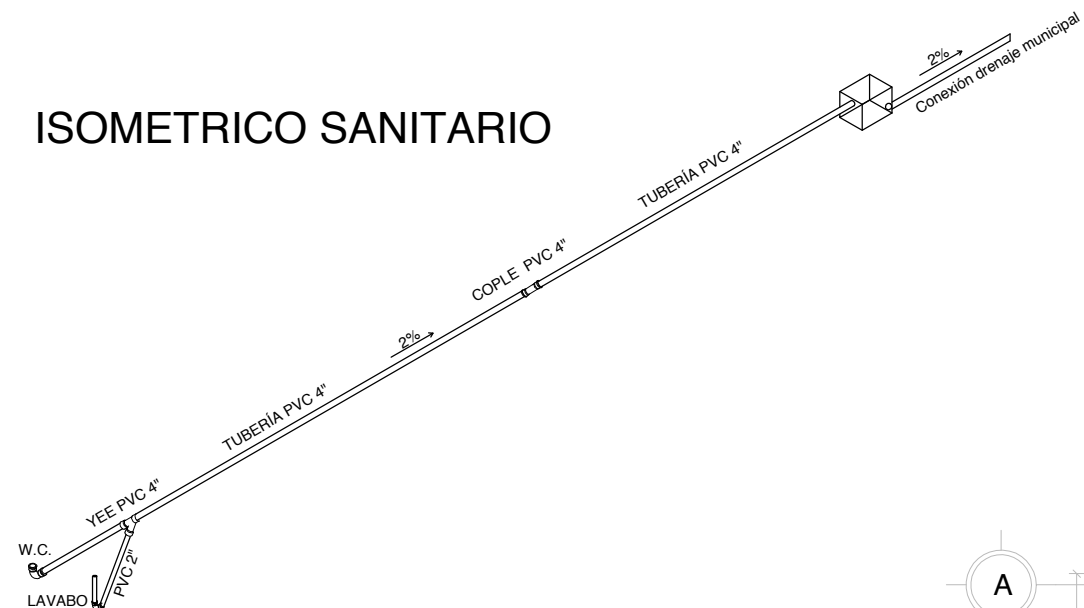 2%
Conexión drenaje municipal
ISOMETRICO SANITARIO
TUBERÍA PVC 4"
COPLE PVC 4"
2%
TUBERÍA PVC 4"
YEE PVC 4"
W.C.
PVC 2"
LAVABO
A